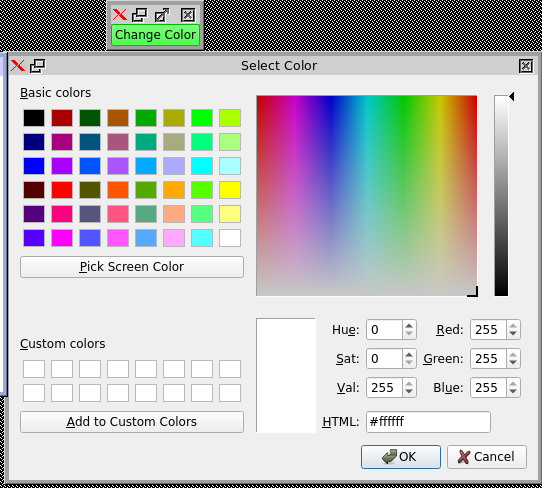 Change Color
Select Color
Basic colors
Pick Screen Color
Custom colors
Add to Custom Colors
Hue: 0
Red: 255
Sat: 0
Green: 255
Val: 255
Blue: 255
HTML: #ffffff
OK
Cancel